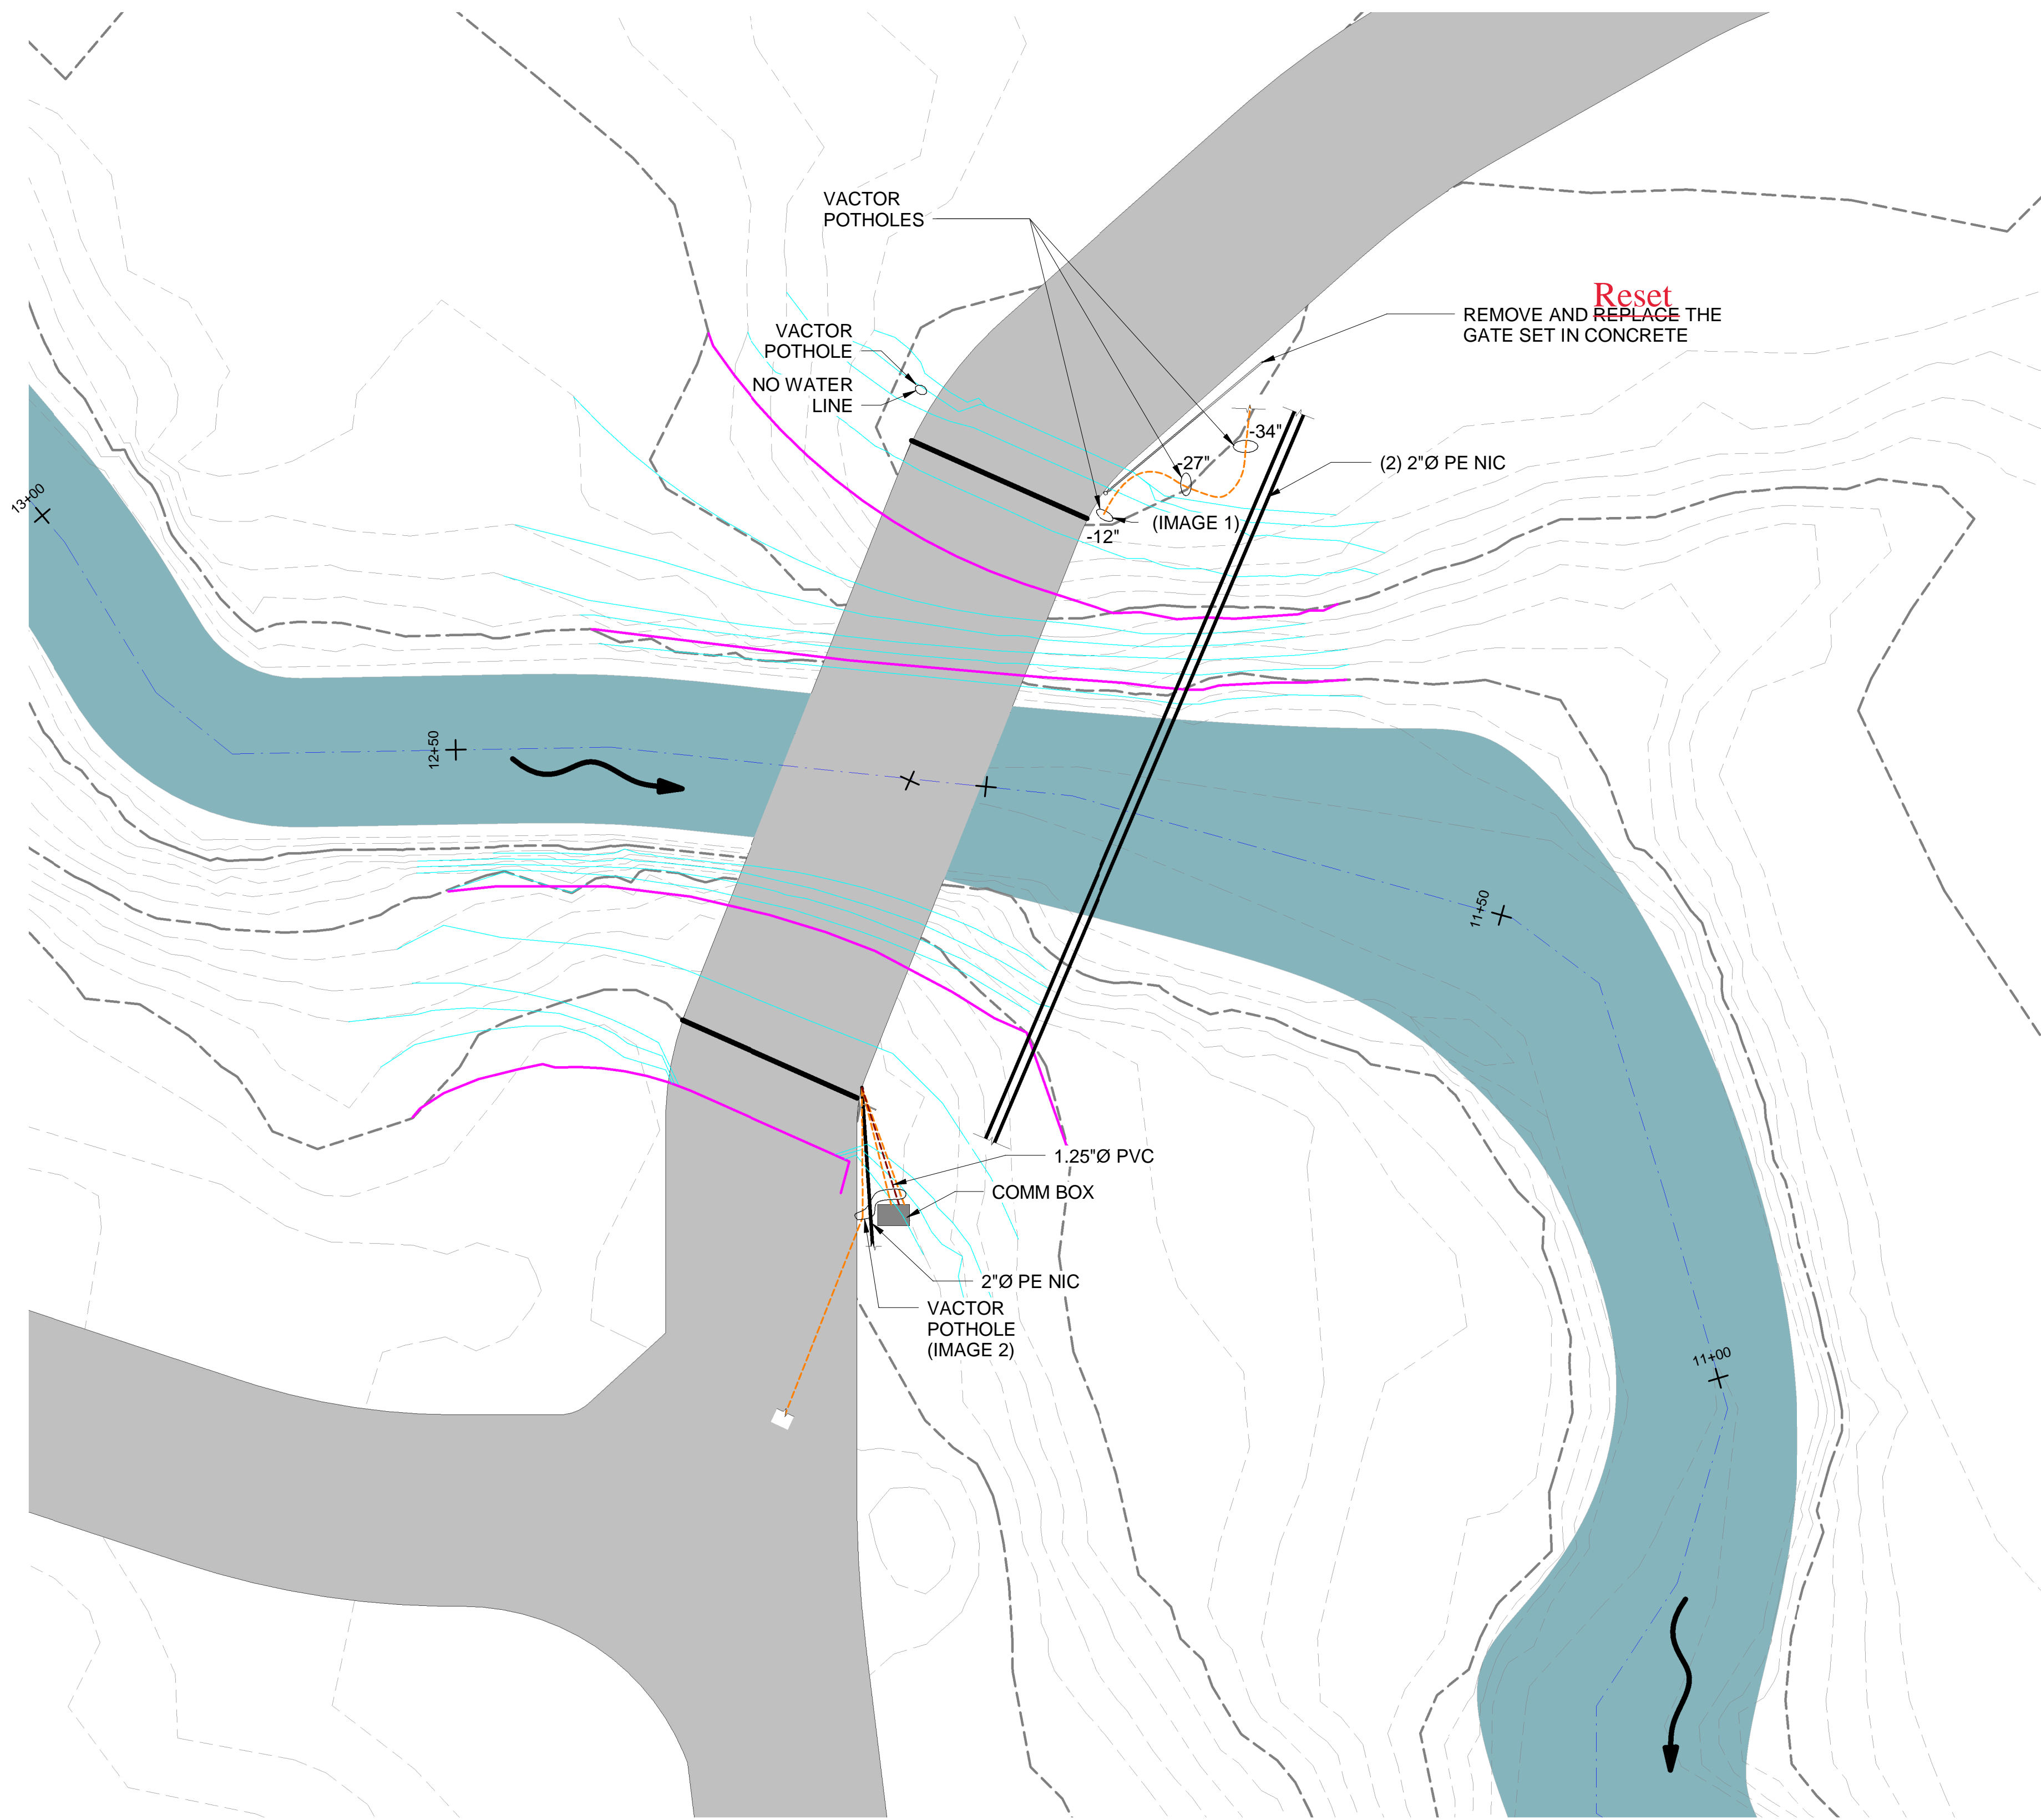 VACTOR
POTHOLES
Reset
REMOVE AND REPLACE THE
GATE SET IN CONCRETE
VACTOR
POTHOLE
NO WATER
LINE
-34"
-27"
(2) 2"Ø PE NIC
13+00
(IMAGE 1)
-12"
12+50
11+50
1.25"Ø PVC
COMM BOX
2"Ø PE NIC
VACTOR
POTHOLE
(IMAGE 2)
11+00